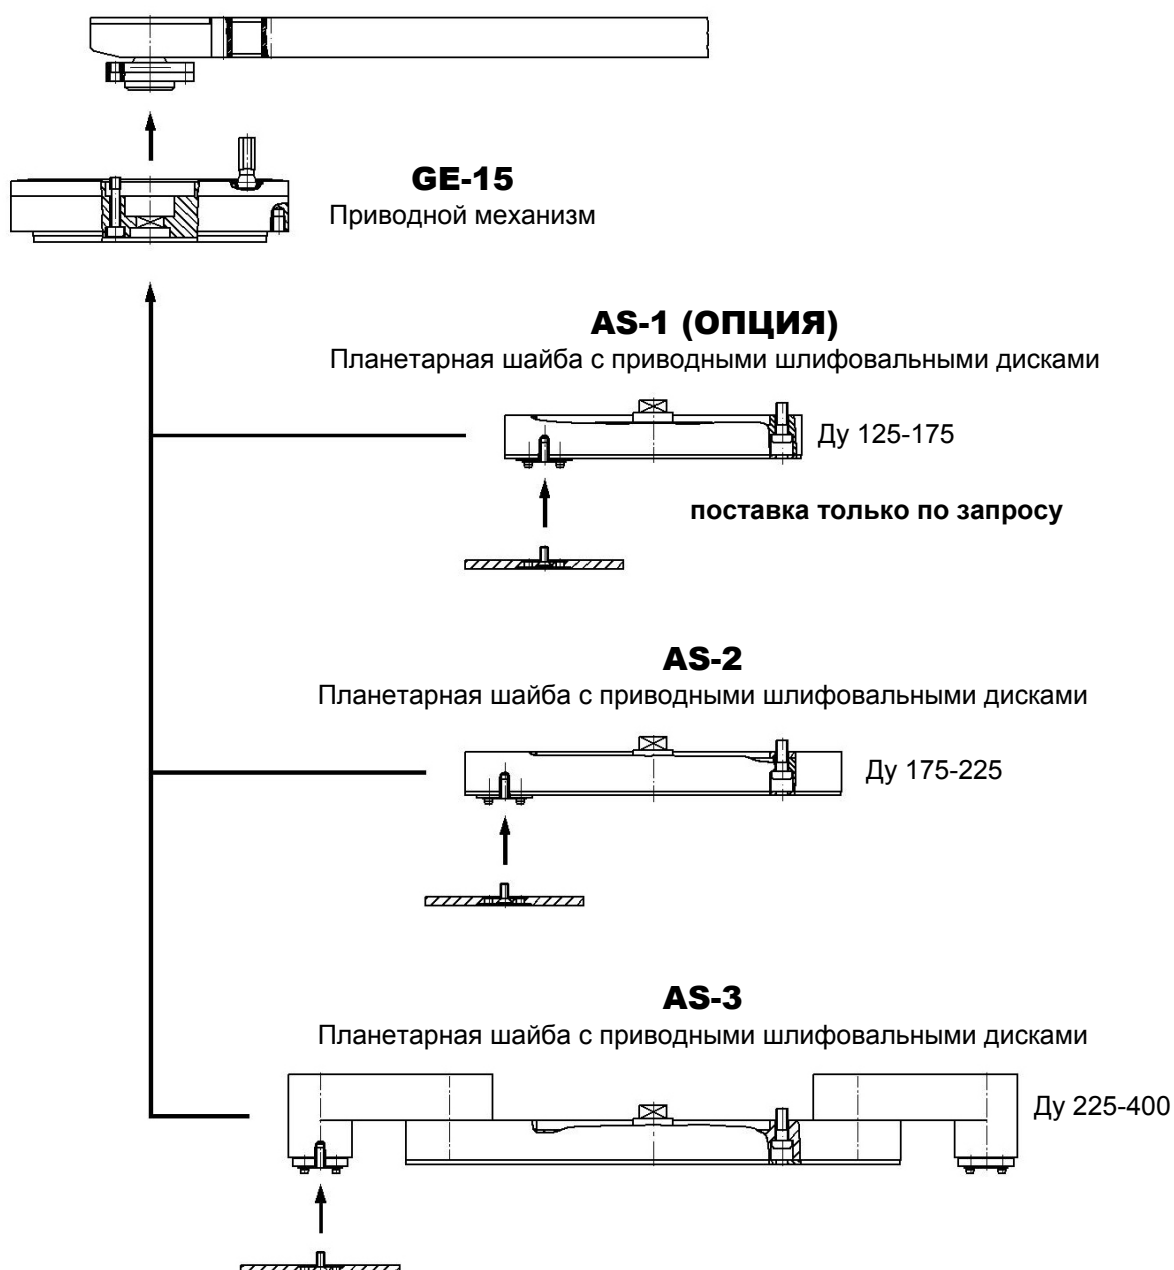 GE-15
Приводной механизм
AS-1 (ОПЦИЯ)
Планетарная шайба с приводными шлифовальными дисками
Ду 125-175
поставка только по запросу
AS-2
Планетарная шайба с приводными шлифовальными дисками
Ду 175-225
AS-3
Планетарная шайба с приводными шлифовальными дисками
Ду 225-400